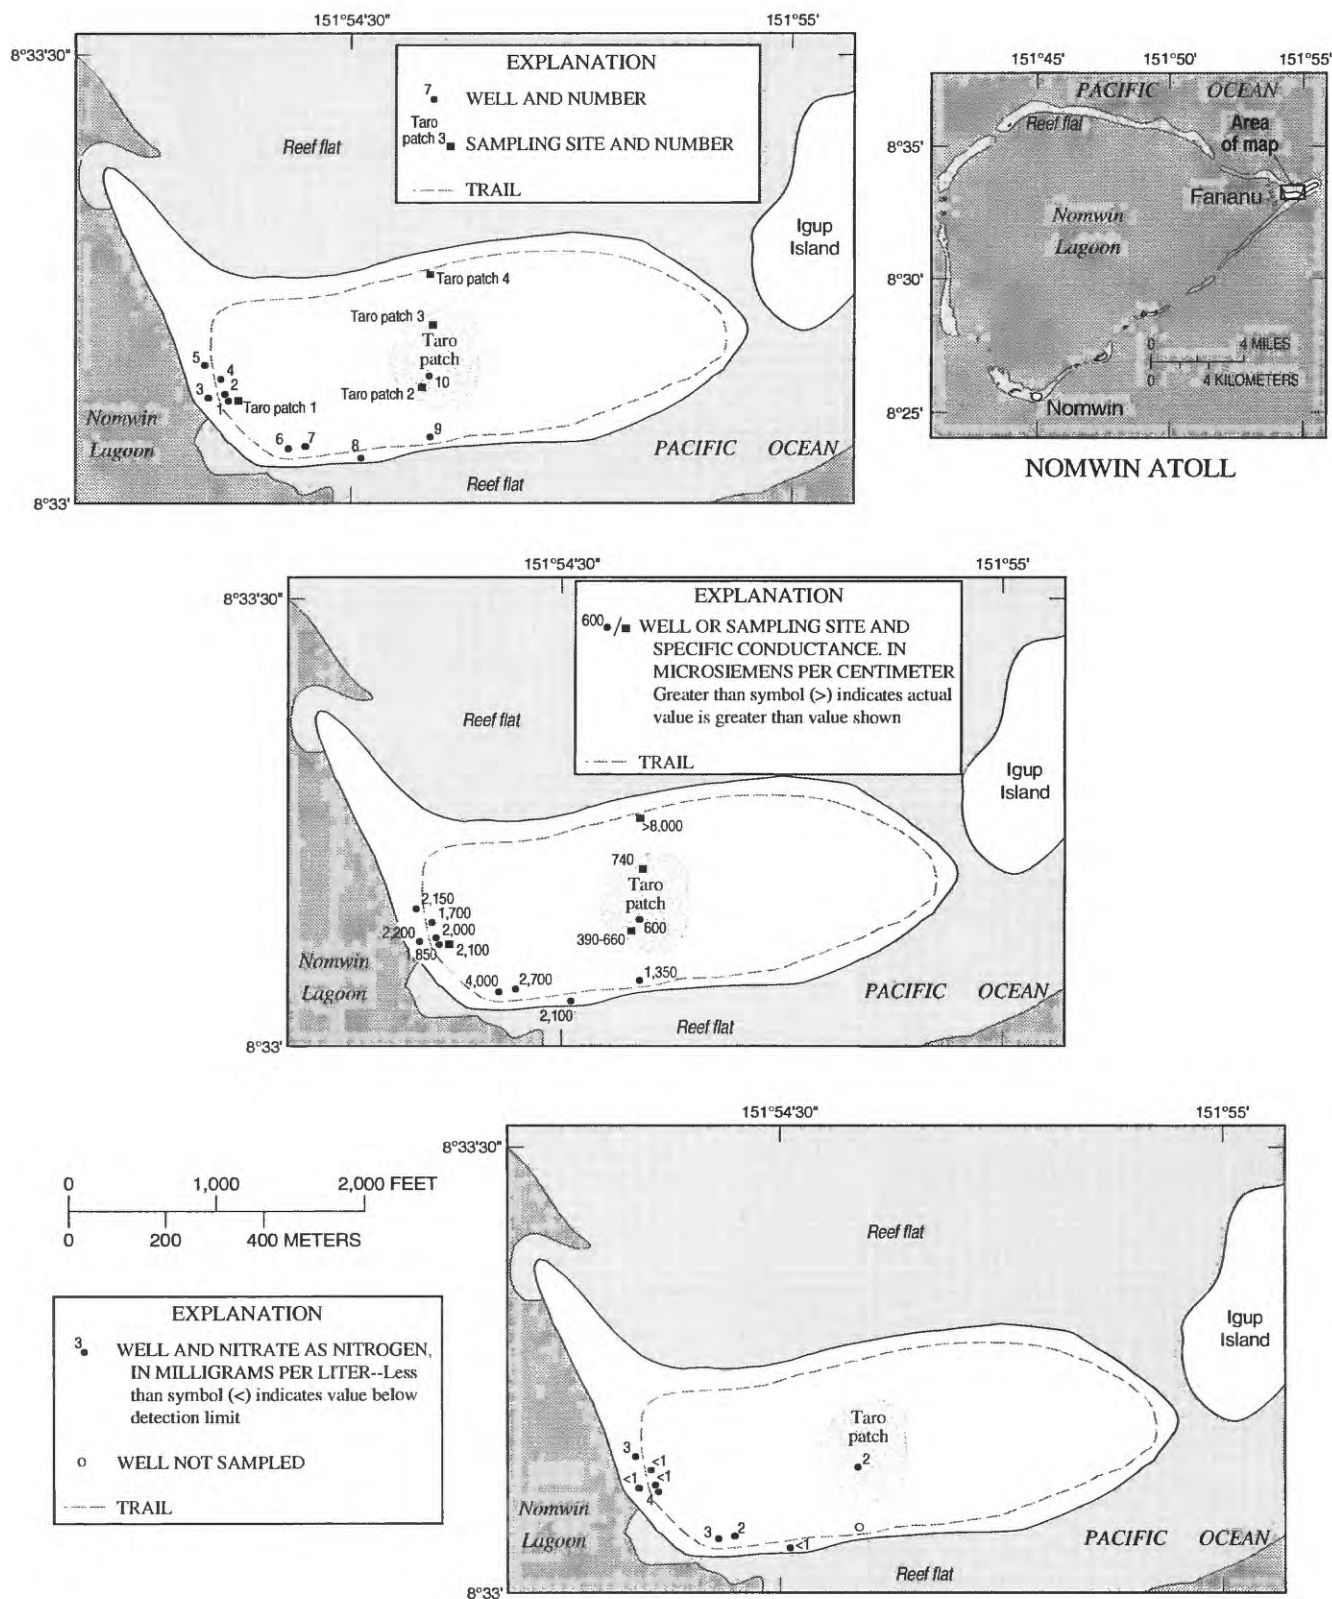 151°54'30"
151°55'
8°33'30"
EXPLANATION
7
WELL AND NUMBER
Taro
patch 3
SAMPLING SITE AND NUMBER
TRAIL
Reef flat
Igup
Island
Taro patch 4
Taro patch 3
Taro
patch
10
Taro patch 2
5
4
2
3
1
Taro patch 1
6
7
8
9
Nomwin
Lagoon
PACIFIC OCEAN
Reef flat
8°33'
151°45'
151°50'
151°55'
PACIFIC OCEAN
Reef flat
Area
of map
8°35'
Fananu
Nomwin
Lagoon
8°30'
0 4 MILES
0 4 KILOMETERS
Nomwin
8°25'
NOMWIN ATOLL
151°54'30"
151°55'
8°33'30"
EXPLANATION
600
/
WELL OR SAMPLING SITE AND
SPECIFIC CONDUCTANCE. IN
MICROSIEMENS PER CENTIMETER
Greater than symbol (>) indicates actual
value is greater than value shown
TRAIL
Reef flat
Igup
Island
>8,000
740
Taro
patch
600
390-660
2,150
1,700
2,200
2,000
1,850
2,100
4,000
2,700
2,100
1,350
Nomwin
Lagoon
PACIFIC OCEAN
Reef flat
8°33'
151°54'30"
151°55'
8°33'30"
0 1,000 2,000 FEET
0 200 400 METERS
EXPLANATION
3
WELL AND NITRATE AS NITROGEN,
IN MILLIGRAMS PER LITER--Less
than symbol (<) indicates value below
detection limit
WELL NOT SAMPLED
TRAIL
Reef flat
Igup
Island
Taro
patch
2
3
<1
<1
<1
4
3
2
<1
Nomwin
Lagoon
PACIFIC OCEAN
Reef flat
8°33'